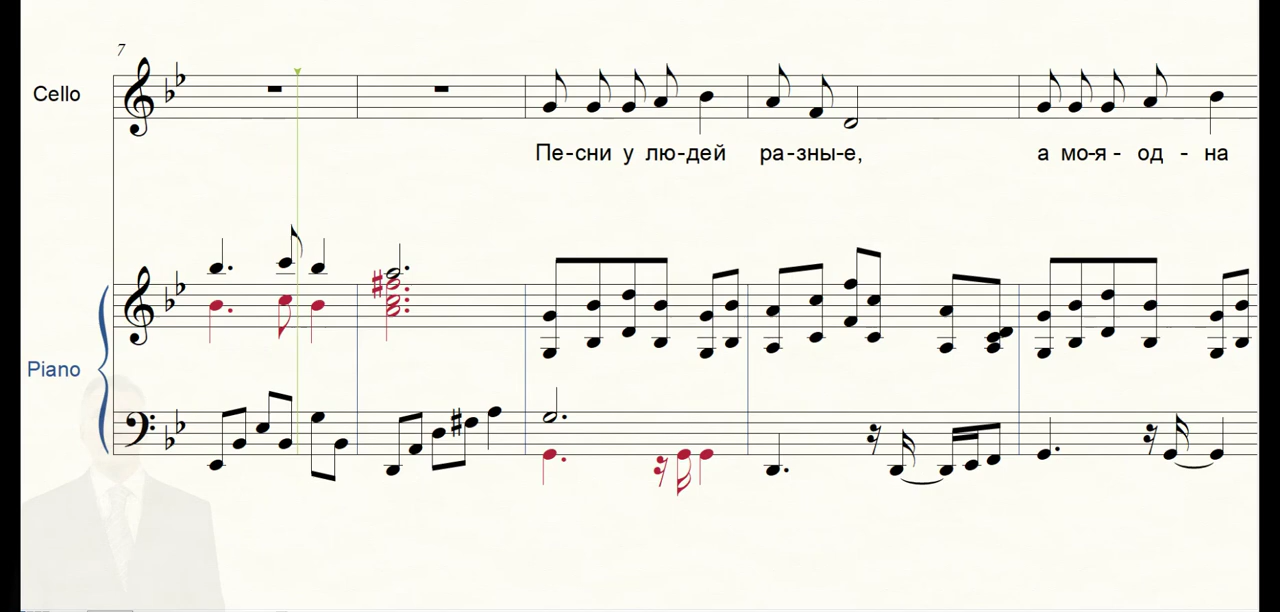 7
Cello
Пе-сни у лю-дей ра-зны-е, а мо-я - од - на
Piano